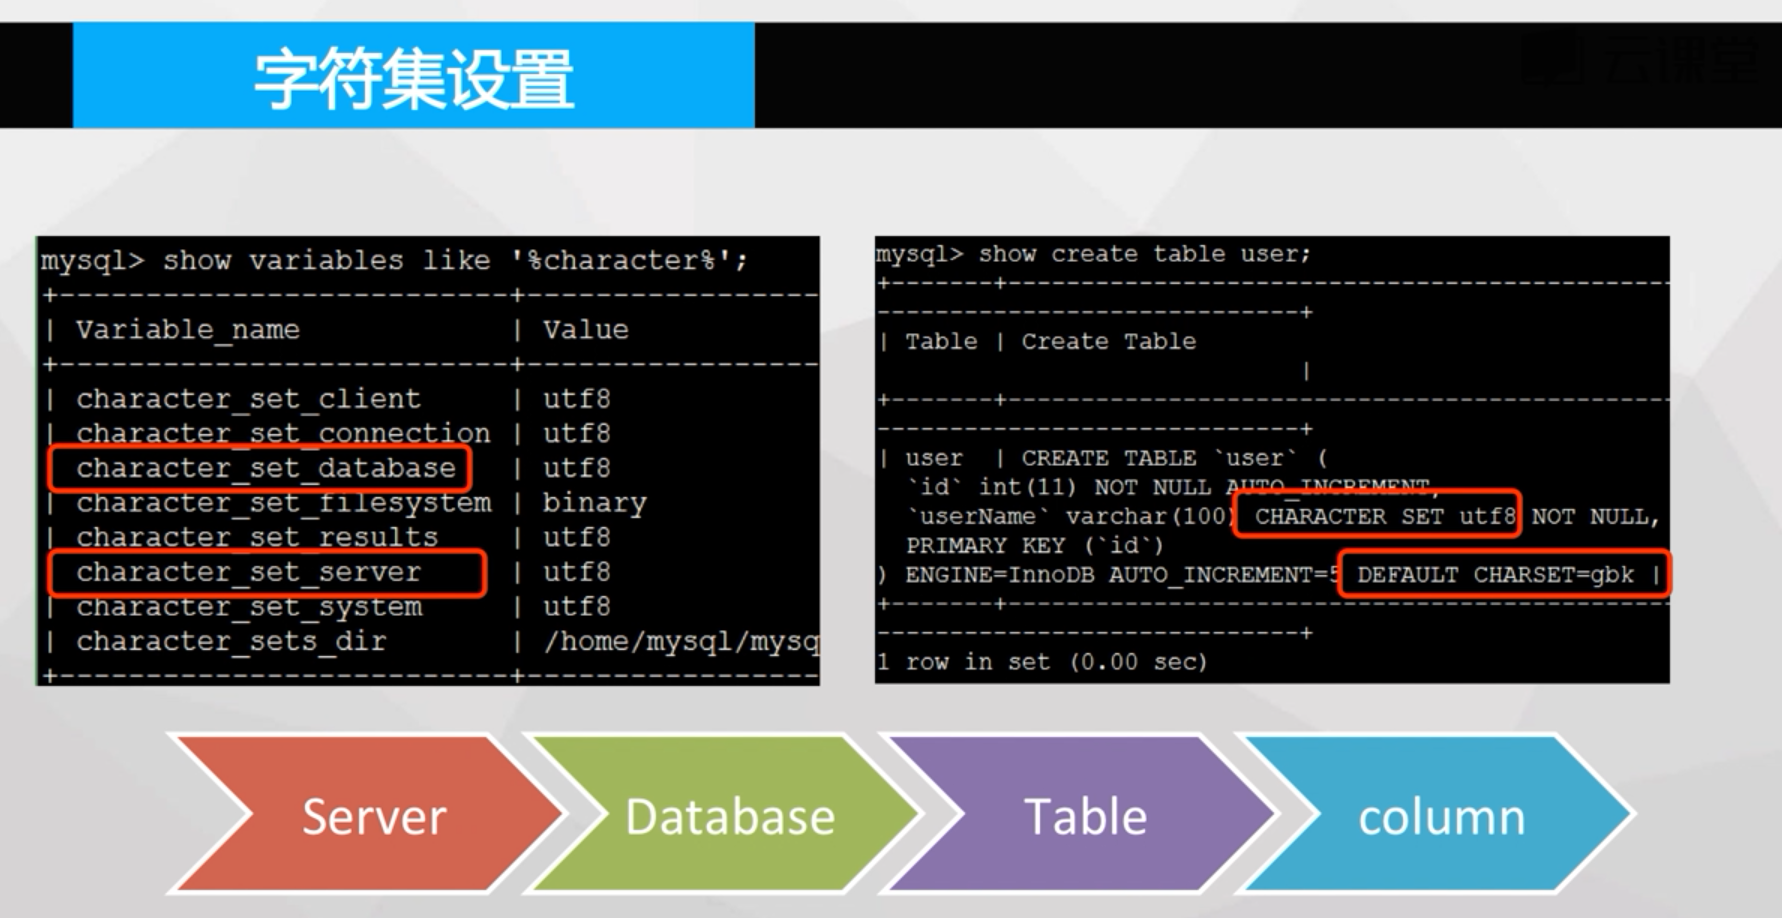 字符集设置
云课堂
mysql> show variables like '%character%';
+--------------------------+-----------------
| Variable_name | Value
+--------------------------+-----------------
| character_set_client | utf8
| character_set_connection | utf8
character_set_database | utf8
| character_set_filesystem | binary
| character_set_results | utf8
character_set_server | utf8
| character_set_system | utf8
| character_sets_dir | /home/mysql/mysq
+--------------------------+-----------------
mysql> show create table user;
+-------+----------------------------------------------
-----------------------------+
| Table | Create Table
|
+-------+----------------------------------------------
-----------------------------+
| user | CREATE TABLE `user` (
`id` int(11) NOT NULL AUTO_INCREMENT,
`userName` varchar(100) CHARACTER SET utf8 NOT NULL,
PRIMARY KEY (`id`)
) ENGINE=InnoDB AUTO_INCREMENT=5 DEFAULT CHARSET=gbk |
+-------+----------------------------------------------
-----------------------------+
1 row in set (0.00 sec)
Server
Database
Table
column